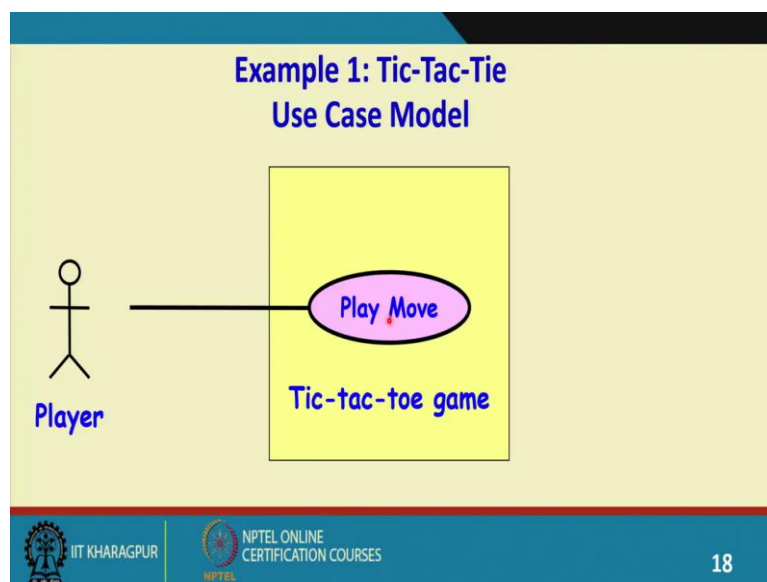 Example 1: Tic-Tac-Tie
Use Case Model
Play Move
Tic-tac-toe game
Player
IIT KHARAGPUR
NPTEL ONLINE
CERTIFICATION COURSES
NPTEL
18